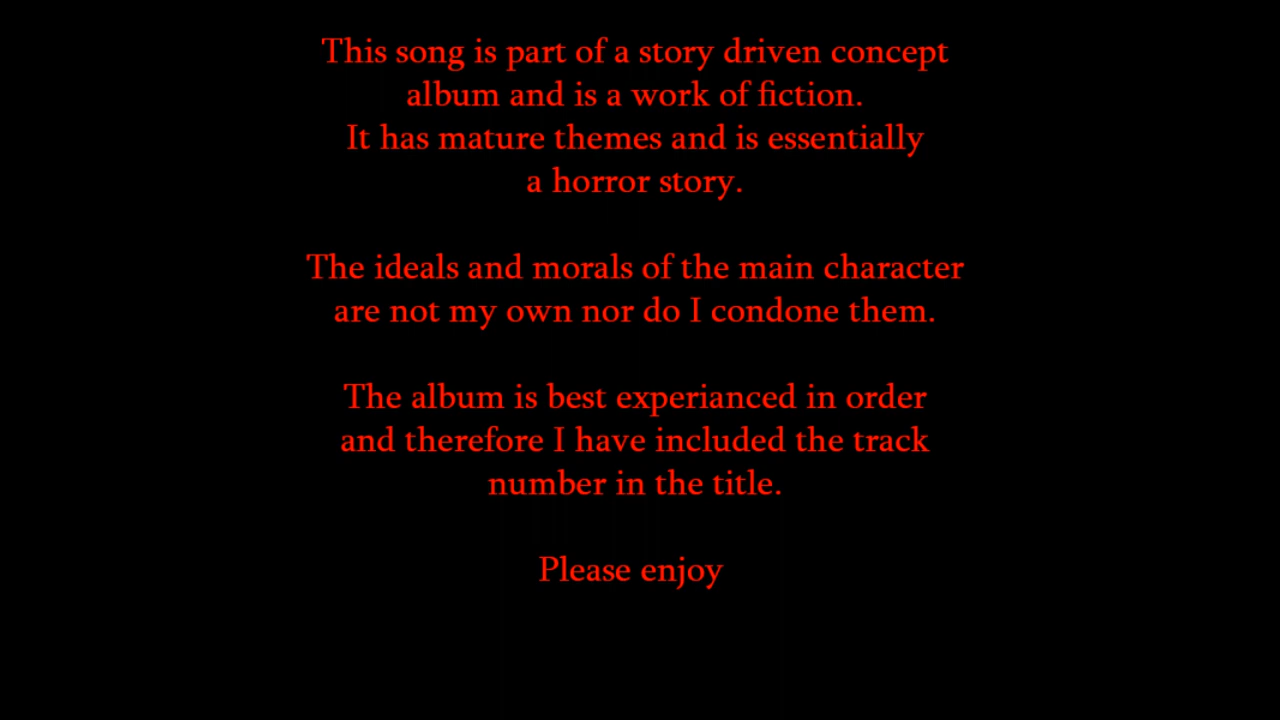 This song is part of a story driven concept
album and is a work of fiction.
It has mature themes and is essentially
a horror story.
The ideals and morals of the main character
are not my own nor do I condone them.
The album is best experianced in order
and therefore I have included the track
number in the title.
Please enjoy